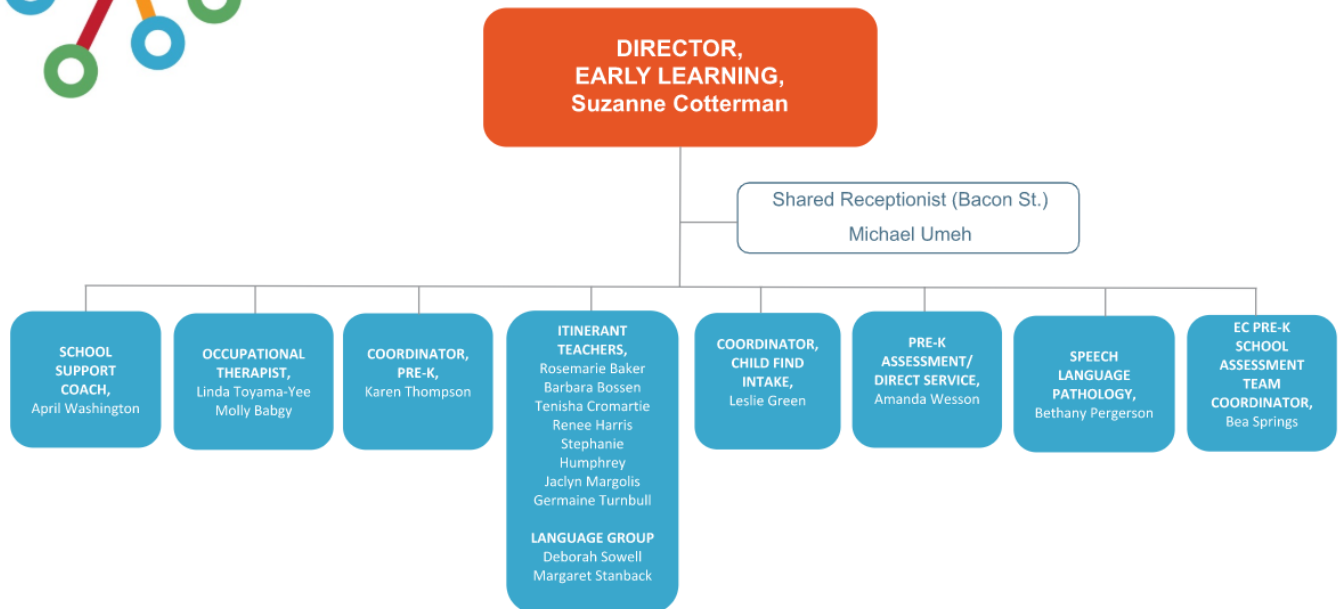 DIRECTOR,
EARLY LEARNING,
Suzanne Cotterman
Shared Receptionist (Bacon St.)
Michael Umeh
SCHOOL
SUPPORT
COACH,
April Washington
OCCUPATIONAL
THERAPIST,
Linda Toyama-Yee
Molly Babgy
COORDINATOR,
PRE-K,
Karen Thompson
ITINERANT
TEACHERS,
Rosemarie Baker
Barbara Bossen
Tenisha Cromartie
Renee Harris
Stephanie
Humphrey
Jaclyn Margolis
Germaine Turnbull
LANGUAGE GROUP
Deborah Sowell
Margaret Stanback
COORDINATOR,
CHILD FIND
INTAKE,
Leslie Green
PRE-K
ASSESSMENT/
DIRECT SERVICE,
Amanda Wesson
SPEECH
LANGUAGE
PATHOLOGY,
Bethany Pergerson
EC PRE-K
SCHOOL
ASSESSMENT
TEAM
COORDINATOR,
Bea Springs